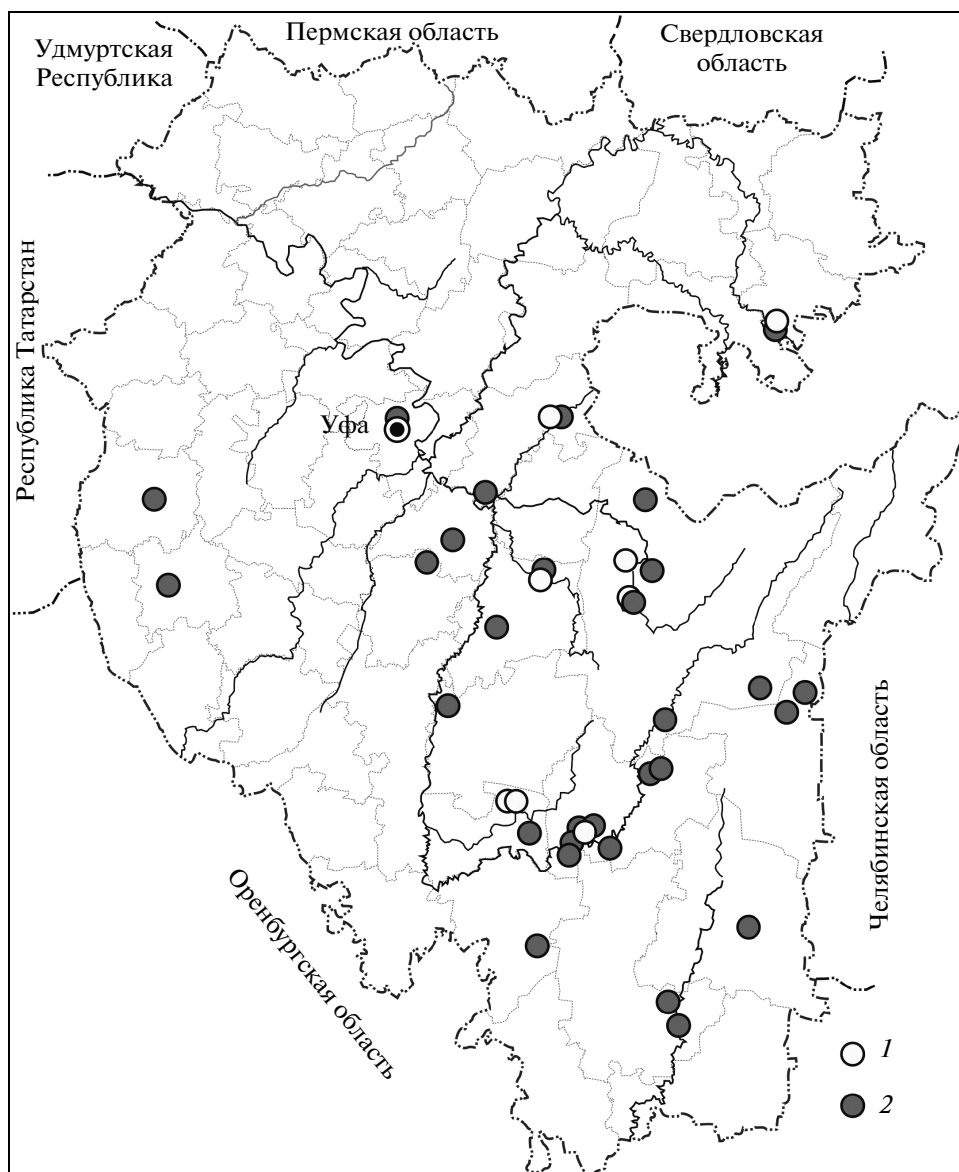 Удмуртская
Республика
Пермская область
Свердловская
область
Республика Татарстан
Уфа
Челябинская область
Оренбургская область
1
2